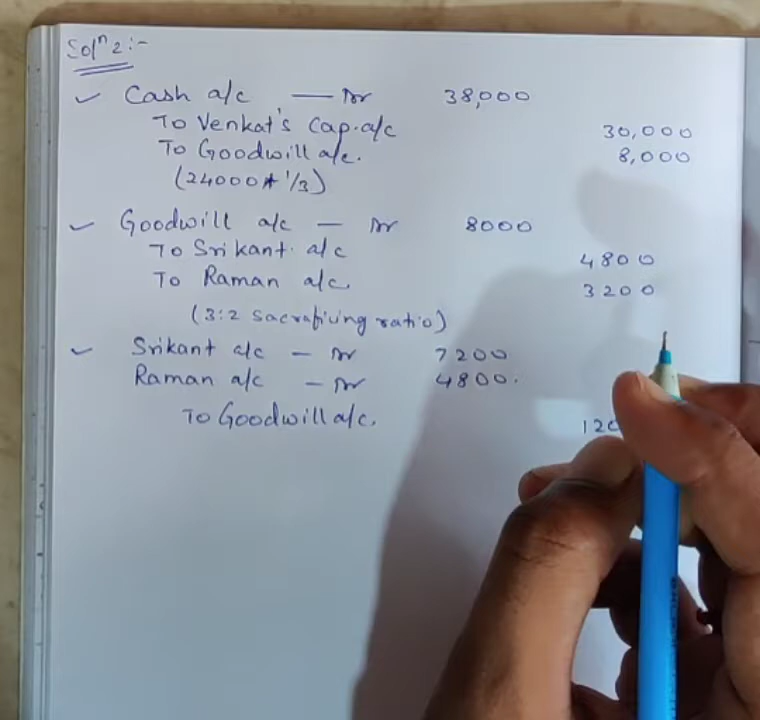 Solⁿ 2:-
✓ Cash a/c — Dr 38,000
To Venkat's Cap. a/c 30,000
To Goodwill a/c. 8,000
(24000 * 1/3)
✓ Goodwill a/c — Dr 8000
To Srikant a/c 4800
To Raman a/c. 3200
(3:2 Sacrafising ratio)
✓ Srikant a/c — Dr 7200
Raman a/c — Dr 4800.
To Goodwill a/c. 120